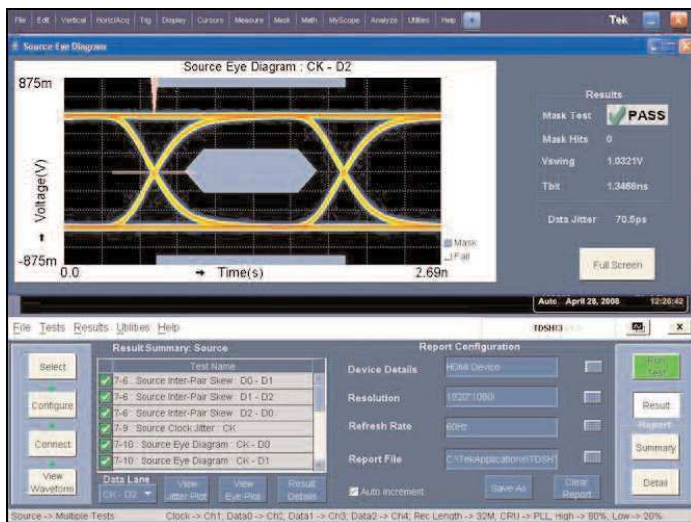 File Edit Vertical Horiz/Acq Trig Display Cursors Measure Mask Math MyScope Analyze Utilities Help Tek
Source Eye Diagram
Source Eye Diagram : CK - D2
875m
Voltage(V)
-875m
0.0
Time(s)
2.69n
Mask
Fail
Results
Mask Test PASS
Mask Hits 0
Vswing 1.0321V
Tbit 1.3466ns
Data Jitter 70.5ps
Full Screen
Auto April 28, 2008 12:26:42
File Tests Results Utilities Help
x
Select
Configure
Connect
View Waveform
Result Summary: Source
Test Name
7-6 : Source Inter-Pair Skew : D0 - D1
7-6 : Source Inter-Pair Skew : D1 - D2
7-6 : Source Inter-Pair Skew : D2 - D0
7-9 : Source Clock Jitter : CK
7-10 : Source Eye Diagram : CK - D0
7-10 : Source Eye Diagram : CK - D1
Data Lane
CK - D2
View Jitter Plot
View Eye Plot
Result Details
Report Configuration
Device Details HDMI Device
Resolution 1920*1080i
Refresh Rate 60Hz
Report File C:\TekApplications\TDSHT
Auto Increment
Save As
Clear Report
Run Test
Result
Report
Summary
Detail
Source -> Multiple Tests Clock -> Ch1, Data0 -> Ch2, Data1 -> Ch3, Data2 -> Ch4, Rec Length -> 32M, CRU -> PLL, High -> 80%, Low -> 20%